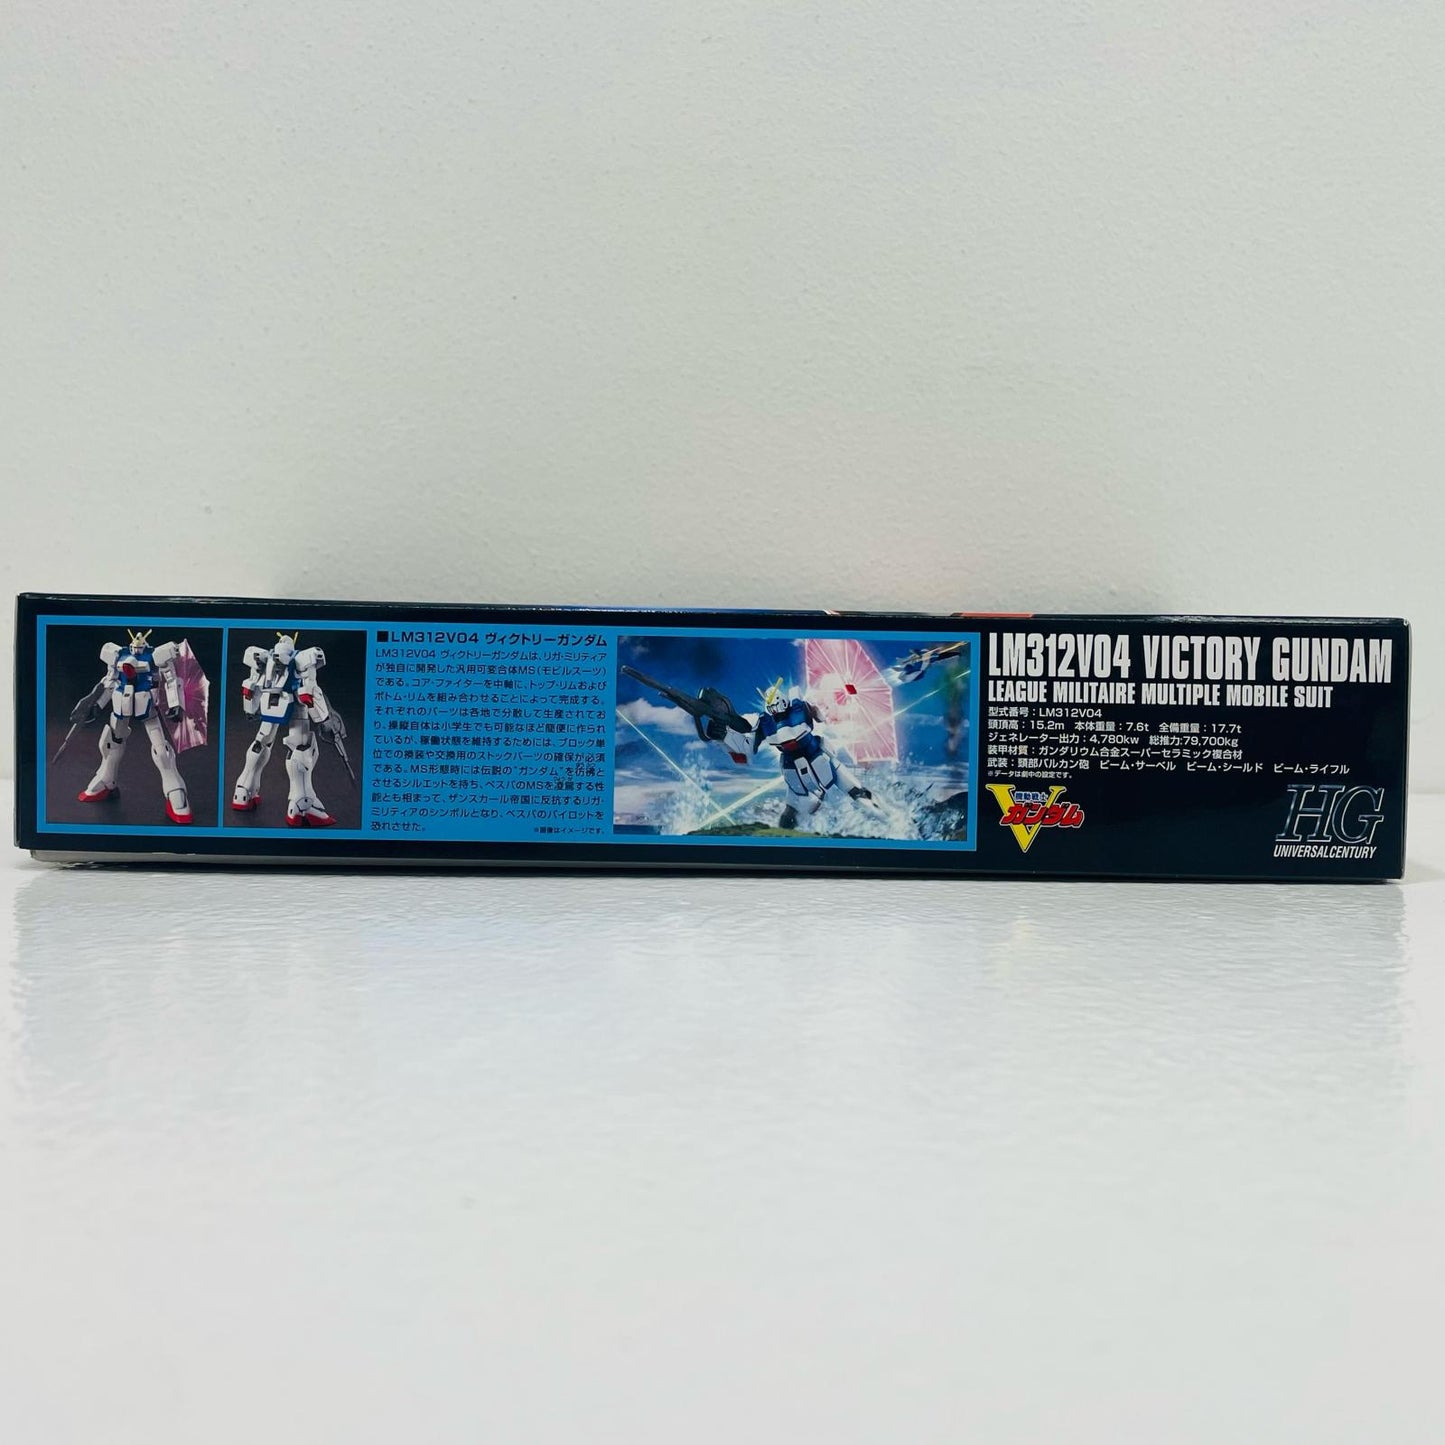 ■LM312V04 ヴィクトリーガンダム
LM312V04 ヴィクトリーガンダムは、リガ・ミリティア
が独自に開発した汎用可変合体MS(モビルスーツ)
である。コア・ファイターを中軸に、トップ・リムおよび
ボトム・リムを組み合わせることによって完成する。
それぞれのパーツは各地で分散して生産されてお
り、操縦自体は小学生でも可能なほど簡便に作られ
ているが、稼働状態を維持するためには、ブロック単
位での換装や交換用のストックパーツの確保が必須
である。MS形態時には伝説の"ガンダム"を彷彿と
させるシルエットを持ち、ベスパのMSを凌駕する性
能とも相まって、ザンスカール帝国に反抗するリガ・
ミリティアのシンボルとなり、ベスパのパイロットを
恐れさせた。
※画像はイメージです。
LM312V04 VICTORY GUNDAM
LEAGUE MILITAIRE MULTIPLE MOBILE SUIT
型式番号：LM312V04
頭頂高：15.2m 本体重量：7.6t 全備重量：17.7t
ジェネレーター出力：4,780kw 総推力:79,700kg
装甲材質：ガンダリウム合金スーパーセラミック複合材
武装：頭部バルカン砲 ビーム・サーベル ビーム・シールド ビーム・ライフル
※データは劇中の設定です。
機動戦士
Vガンダム
HG
UNIVERSAL CENTURY